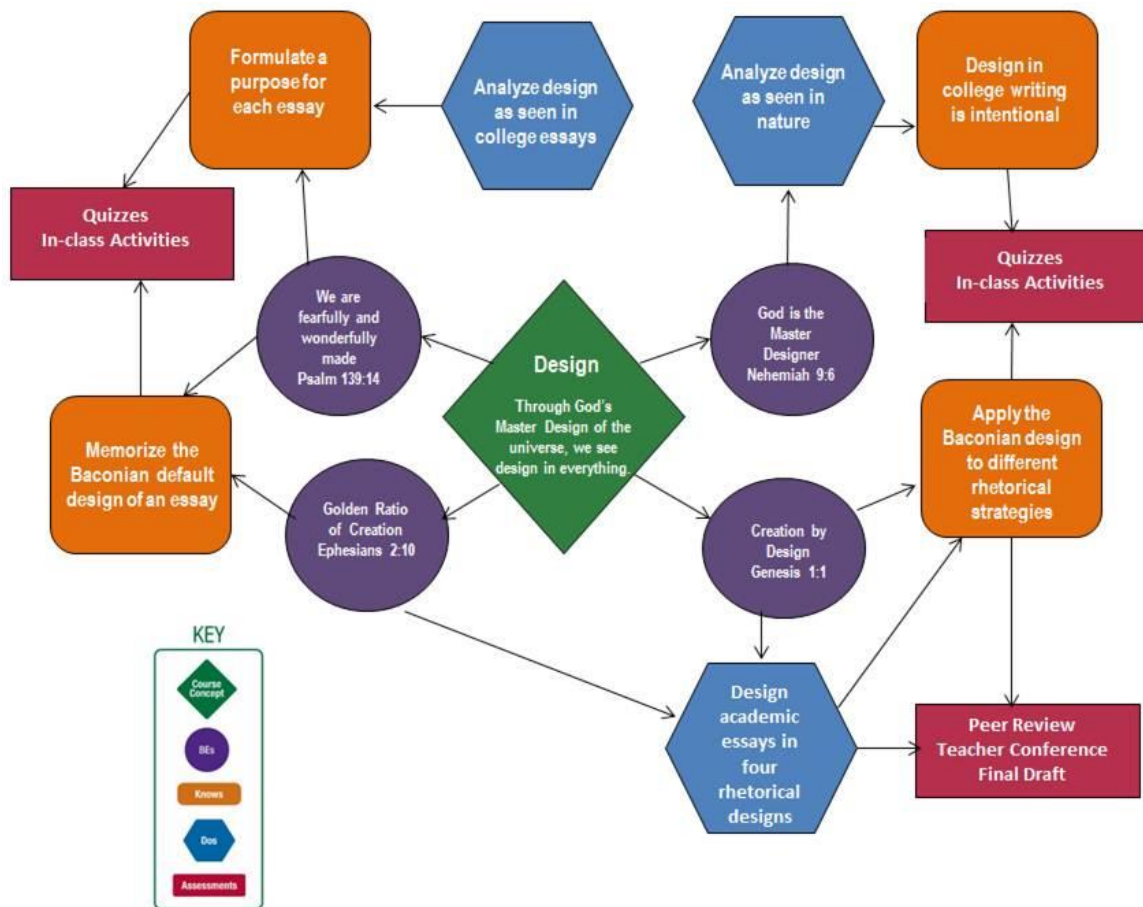 Formulate a
purpose for
each essay
Analyze design
as seen in
college essays
Analyze design
as seen in
nature
Design in
college writing
is intentional
Quizzes
In-class Activities
We are
fearfully and
wonderfully
made
Psalm 139:14
God is the
Master
Designer
Nehemiah 9:6
Quizzes
In-class Activities
Design
Through God's
Master Design of the
universe, we see
design in everything.
Memorize the
Baconian default
design of an essay
Golden Ratio
of Creation
Ephesians 2:10
Creation by
Design
Genesis 1:1
Apply the
Baconian design
to different
rhetorical
strategies
Design
academic
essays in
four
rhetorical
designs
Peer Review
Teacher Conference
Final Draft
KEY
Course
Concept
BEs
Knows
Dos
Assessments